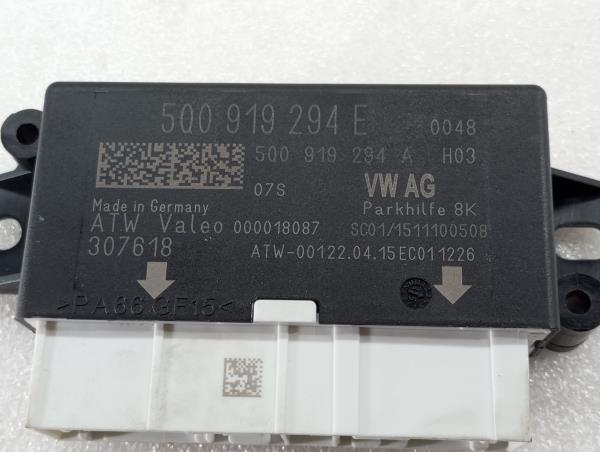 5Q0 919 294 E 0048
5Q0 919 294 A H03
07S VW AG
Made in Germany Parkhilfe 8K
ATW Valeo 000018087 SC01/1511100508
307618 ATW-00122.04.15EC011226
>PA66 GF15<